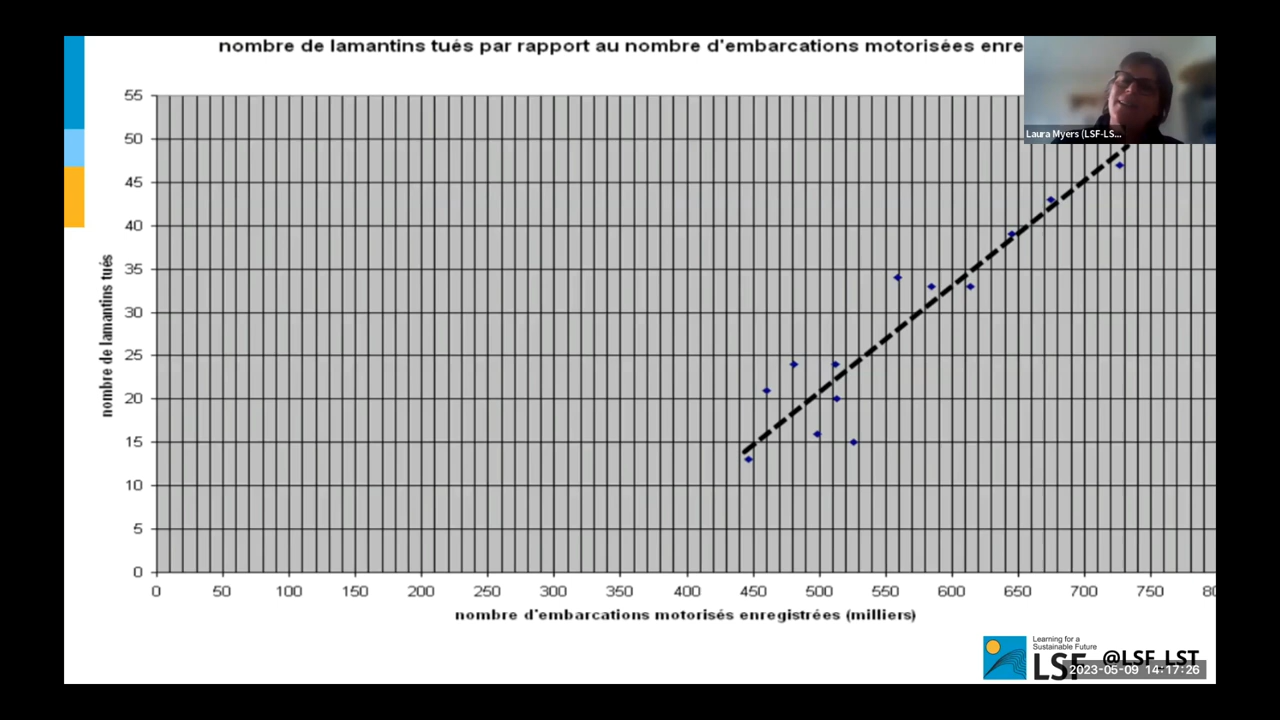 nombre de lamantins tués par rapport au nombre d'embarcations motorisées enre
Laura Myers (LSF-LS...
55
50
45
40
35
30
25
20
15
10
5
0
nombre de lamantins tués
0 50 100 150 200 250 300 350 400 450 500 550 600 650 700 750 80
nombre d'embarcations motorisés enregistrées (milliers)
Learning for a
Sustainable Future
LSF @LSF_LST
2023-05-09 14:17:26